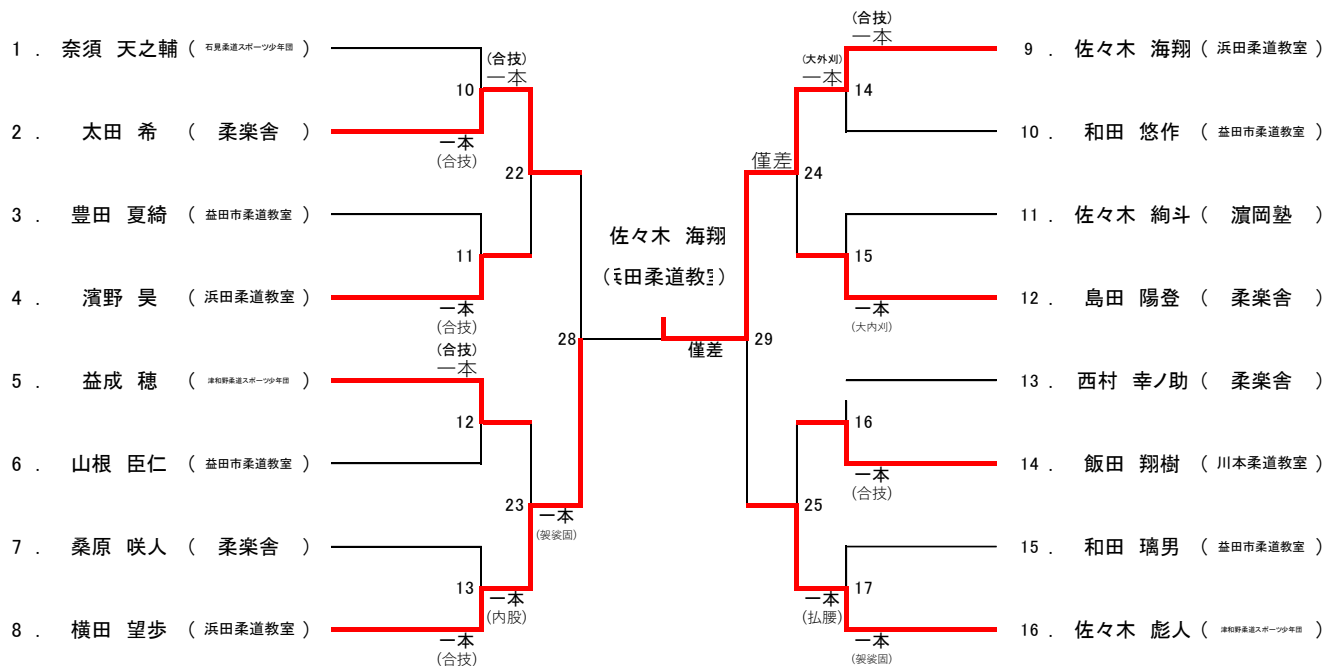 1 . 奈須 天之輔 ( 石見柔道スポーツ少年団 )
(合技)
一本
10
2 . 太田 希 ( 柔楽舎 )
一本
(合技)
22
3 . 豊田 夏綺 ( 益田市柔道教室 )
11
4 . 濱野 昊 ( 浜田柔道教室 )
一本
(合技)
28
(合技)
一本
5 . 益成 穂 ( 津和野柔道スポーツ少年団 )
12
6 . 山根 臣仁 ( 益田市柔道教室 )
23
一本
(袈裟固)
7 . 桑原 咲人 ( 柔楽舎 )
13
一本
(内股)
8 . 横田 望歩 ( 浜田柔道教室 )
一本
(合技)
佐々木 海翔
(浜田柔道教室)
僅差
29
(合技)
一本
9 . 佐々木 海翔 ( 浜田柔道教室 )
(大外刈)
一本
14
10 . 和田 悠作 ( 益田市柔道教室 )
僅差
24
11 . 佐々木 絢斗 ( 濵岡塾 )
15
12 . 島田 陽登 ( 柔楽舎 )
一本
(大内刈)
13 . 西村 幸ノ助 ( 柔楽舎 )
16
14 . 飯田 翔樹 ( 川本柔道教室 )
一本
(合技)
25
15 . 和田 璃男 ( 益田市柔道教室 )
17
一本
(払腰)
16 . 佐々木 彪人 ( 津和野柔道スポーツ少年団 )
一本
(袈裟固)